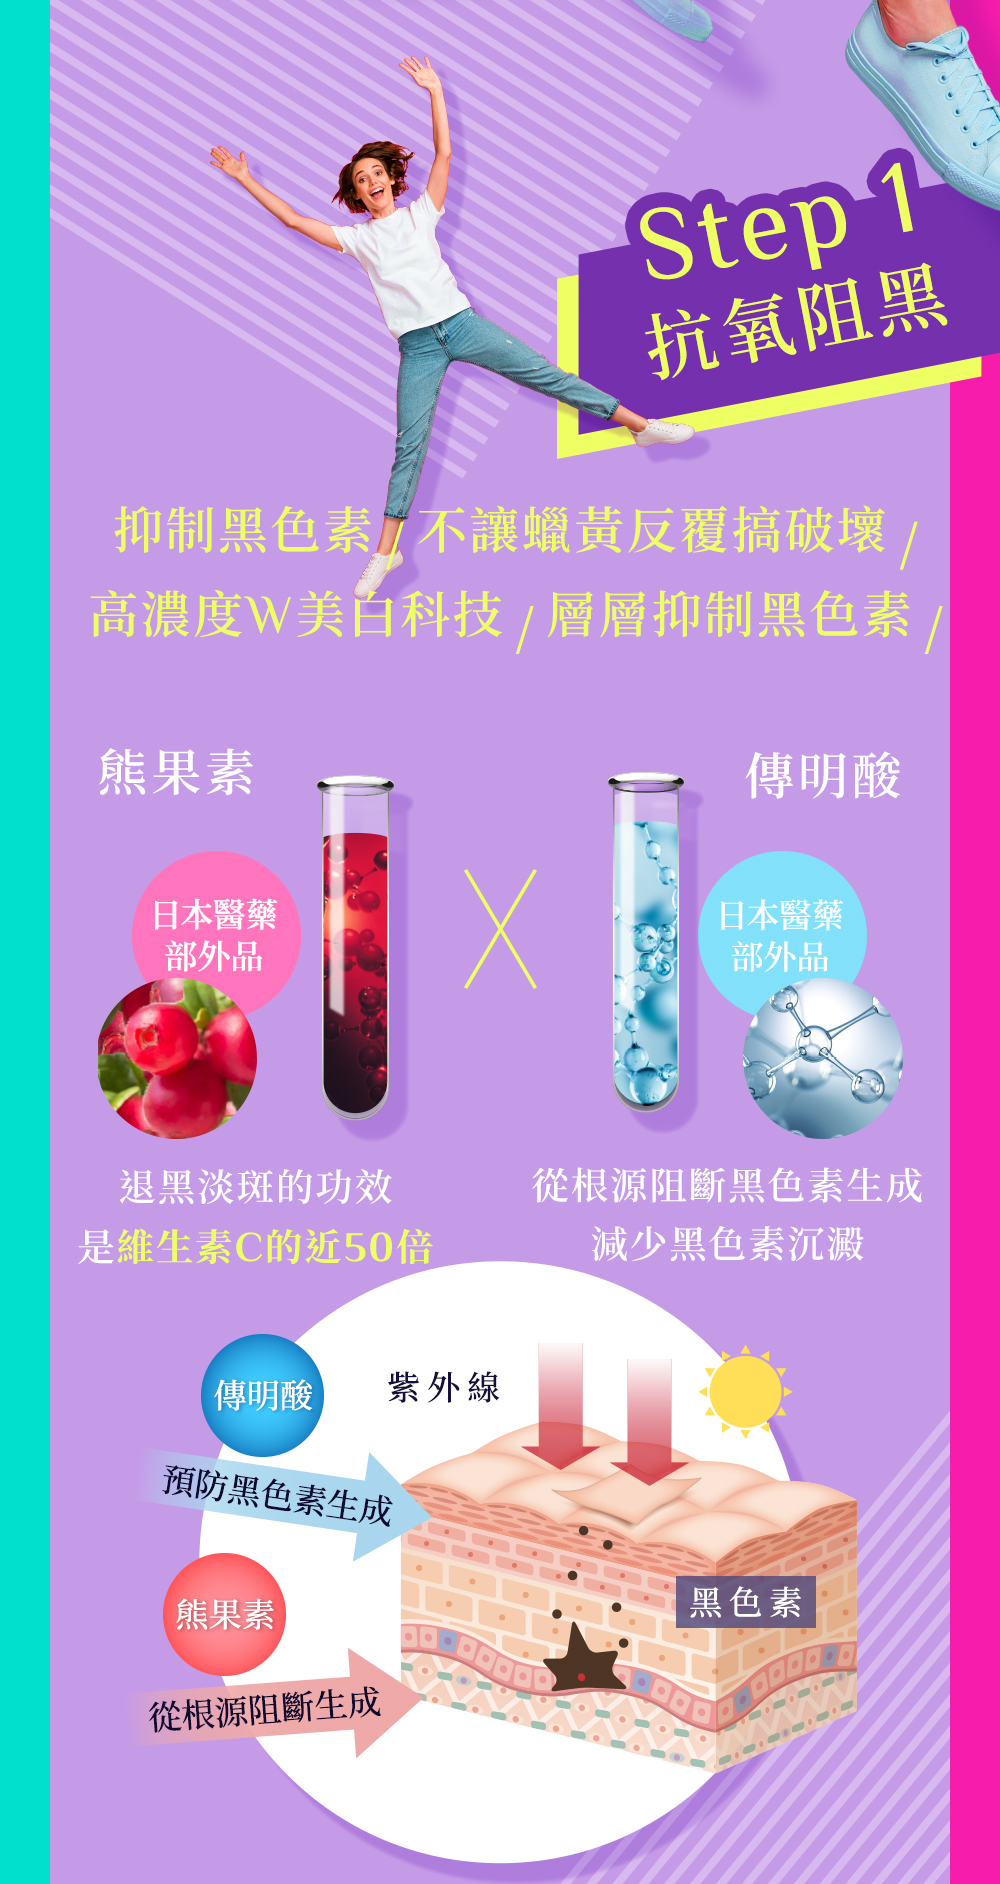 Step 1
抗氧阻黑
抑制黑色素 / 不讓蠟黃反覆搞破壞 /
高濃度W美白科技 / 層層抑制黑色素 /
熊果素
傳明酸
日本醫藥
部外品
日本醫藥
部外品
退黑淡斑的功效
是維生素C的近50倍
從根源阻斷黑色素生成
減少黑色素沉澱
傳明酸
紫外線
預防黑色素生成
熊果素
黑色素
從根源阻斷生成